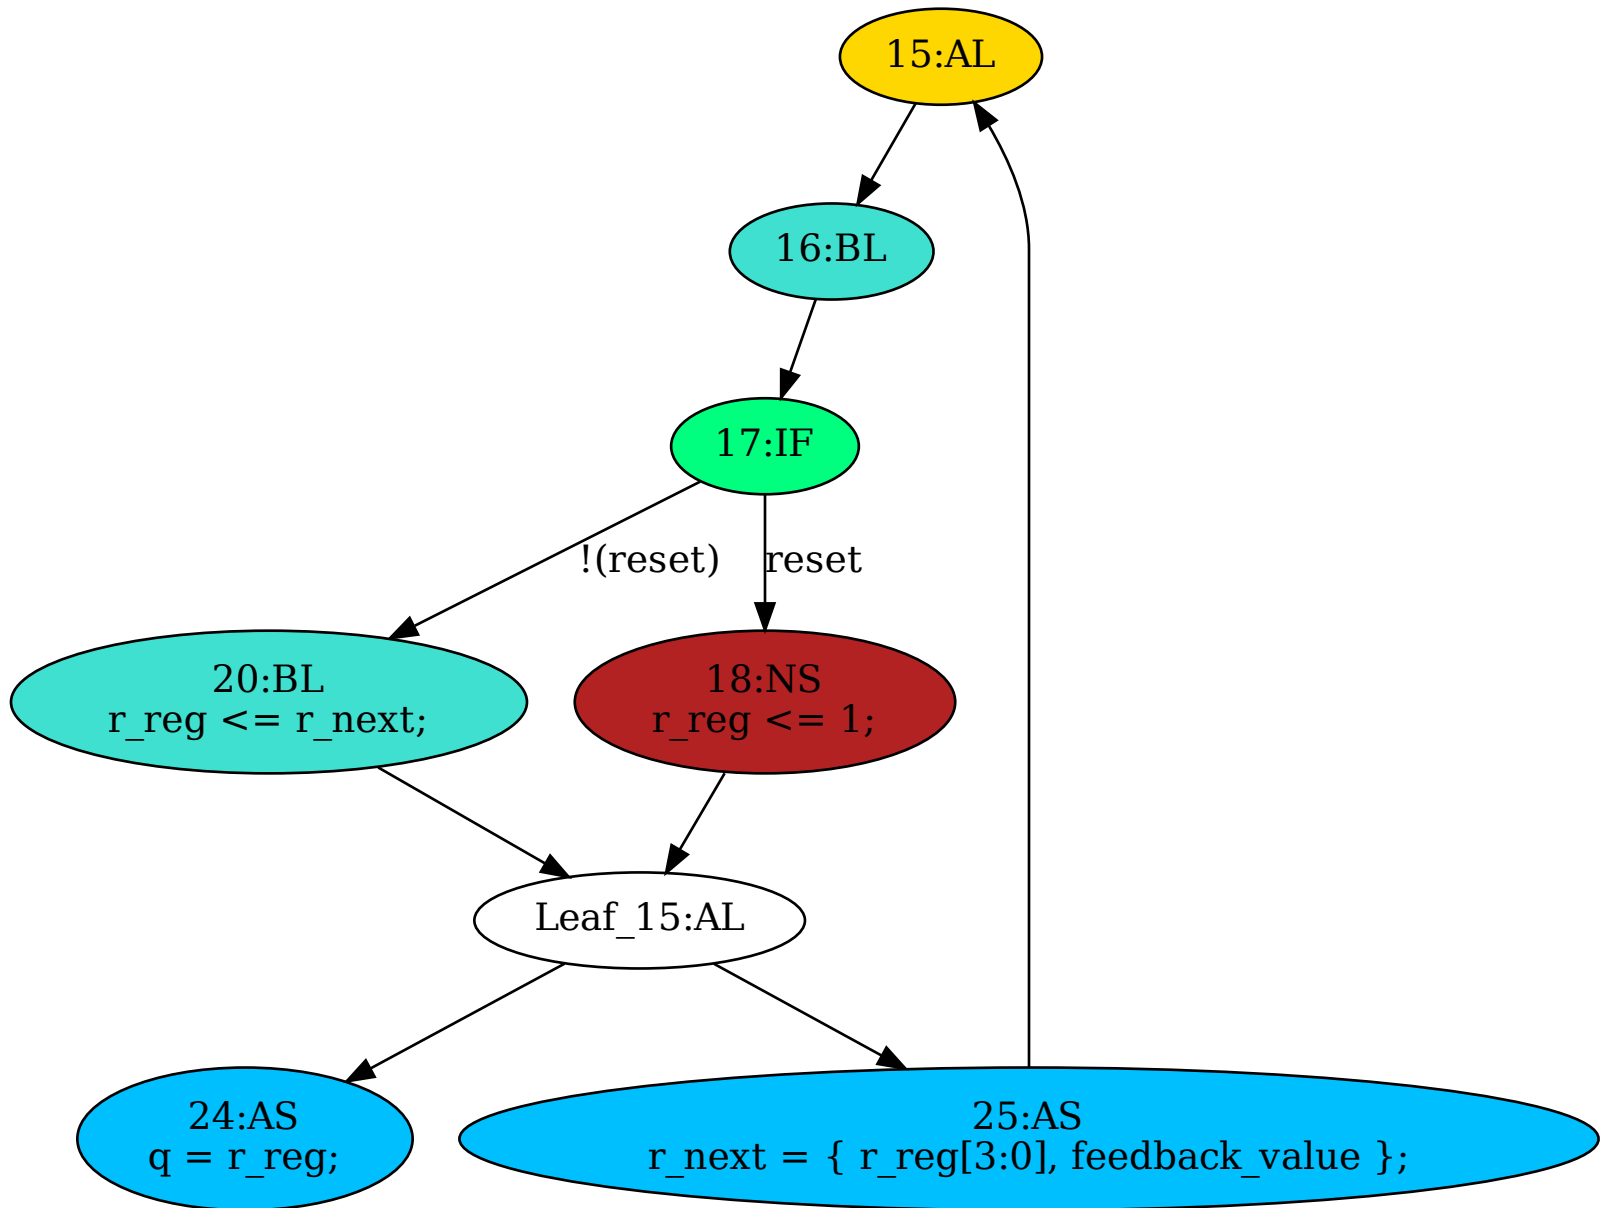 15:AL
16:BL
17:IF
!(reset)
reset
20:BL
r_reg <= r_next;
18:NS
r_reg <= 1;
Leaf_15:AL
24:AS
q = r_reg;
25:AS
r_next = { r_reg[3:0], feedback_value };